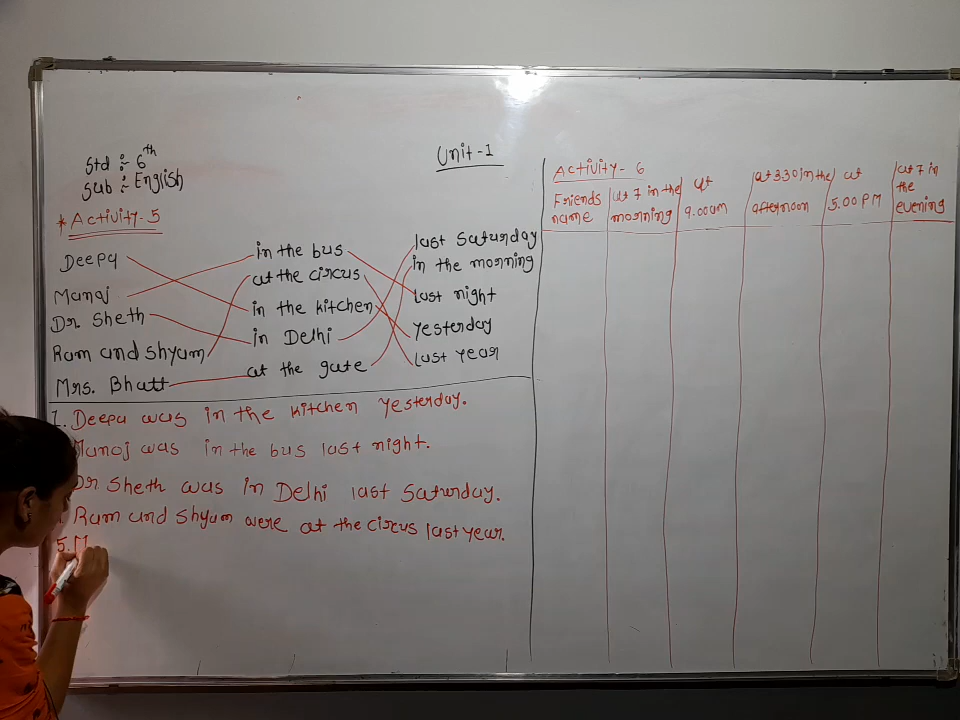 Std :- 6th
Sub :- English
Unit -1
* Activity-5
Deepa
Manoj
Dr. Sheth
Ram and Shyam
Mrs. Bhatt
in the bus
at the circus
in the kitchen
in Delhi
at the gate
last Saturday
in the morning
last night
Yesterday
last Year
1. Deepa was in the kitchen Yesterday.
Manoj was in the bus last night.
Dr Sheth was in Delhi last Saturday.
Ram and Shyam were at the circus last year.
5. M
Activity - 6
Friends name
at 7 in the morning
at 9.00am
at 3.30 in the afternoon
at 5.00 PM
at 7 in the evening